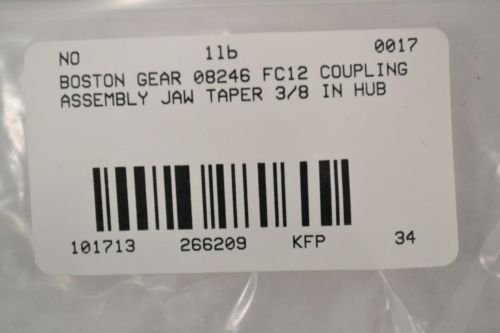 NO 1lb 0017
BOSTON GEAR 08246 FC12 COUPLING
ASSEMBLY JAW TAPER 3/8 IN HUB
101713 266209 KFP 34